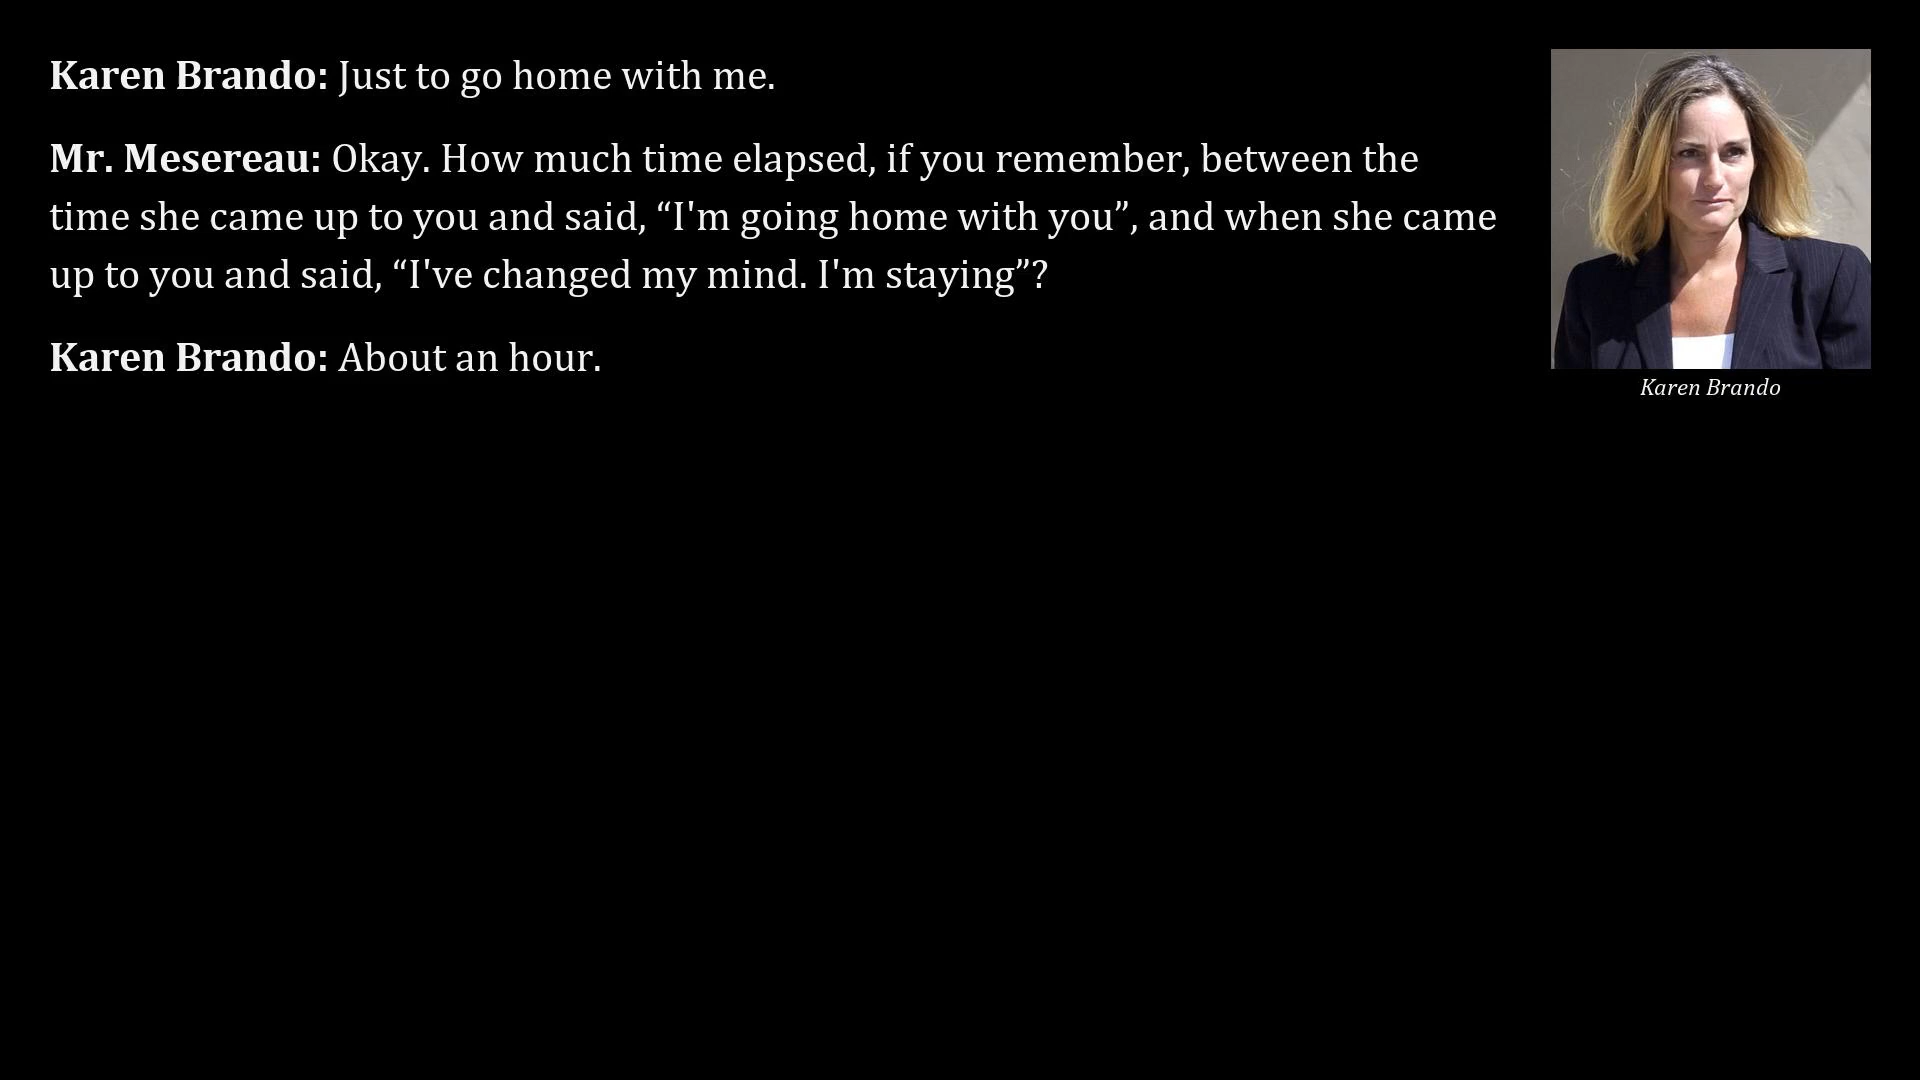 Karen Brando: Just to go home with me.
Mr. Mesereau: Okay. How much time elapsed, if you remember, between the
time she came up to you and said, “I'm going home with you”, and when she came
up to you and said, “I've changed my mind. I'm staying”?
Karen Brando: About an hour.
Karen Brando